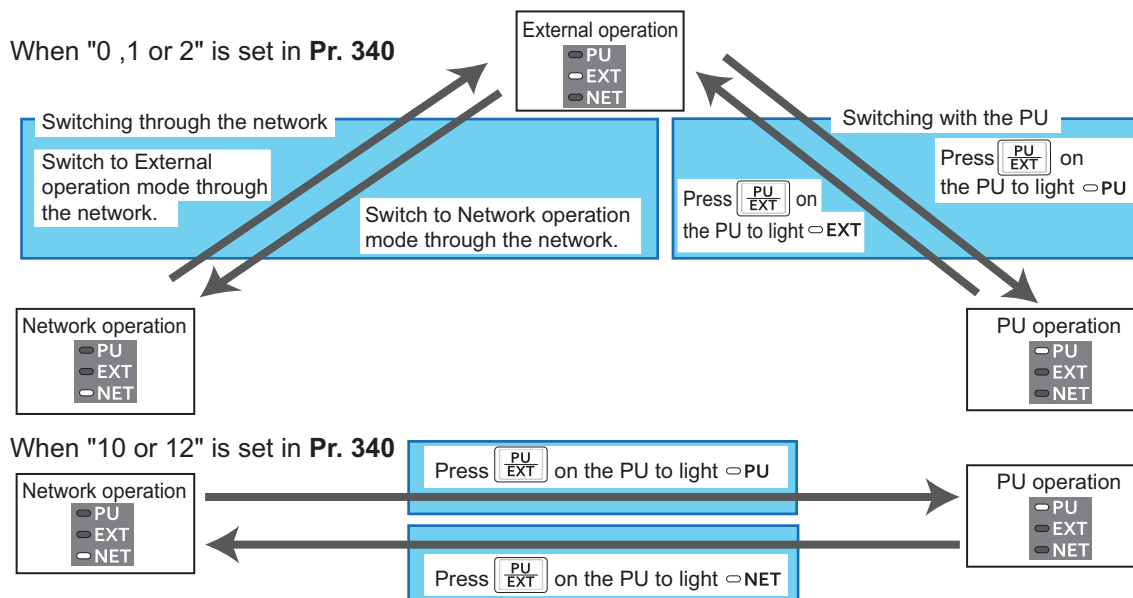 External operation
PU
EXT
NET
When "0 ,1 or 2" is set in Pr. 340
Switching through the network
Switch to External
operation mode through
the network.
Switch to Network operation
mode through the network.
Switching with the PU
Press PU/EXT on
the PU to light PU
Press PU/EXT on
the PU to light EXT
Network operation
PU
EXT
NET
PU operation
PU
EXT
NET
When "10 or 12" is set in Pr. 340
Network operation
PU
EXT
NET
Press PU/EXT on the PU to light PU
Press PU/EXT on the PU to light NET
PU operation
PU
EXT
NET